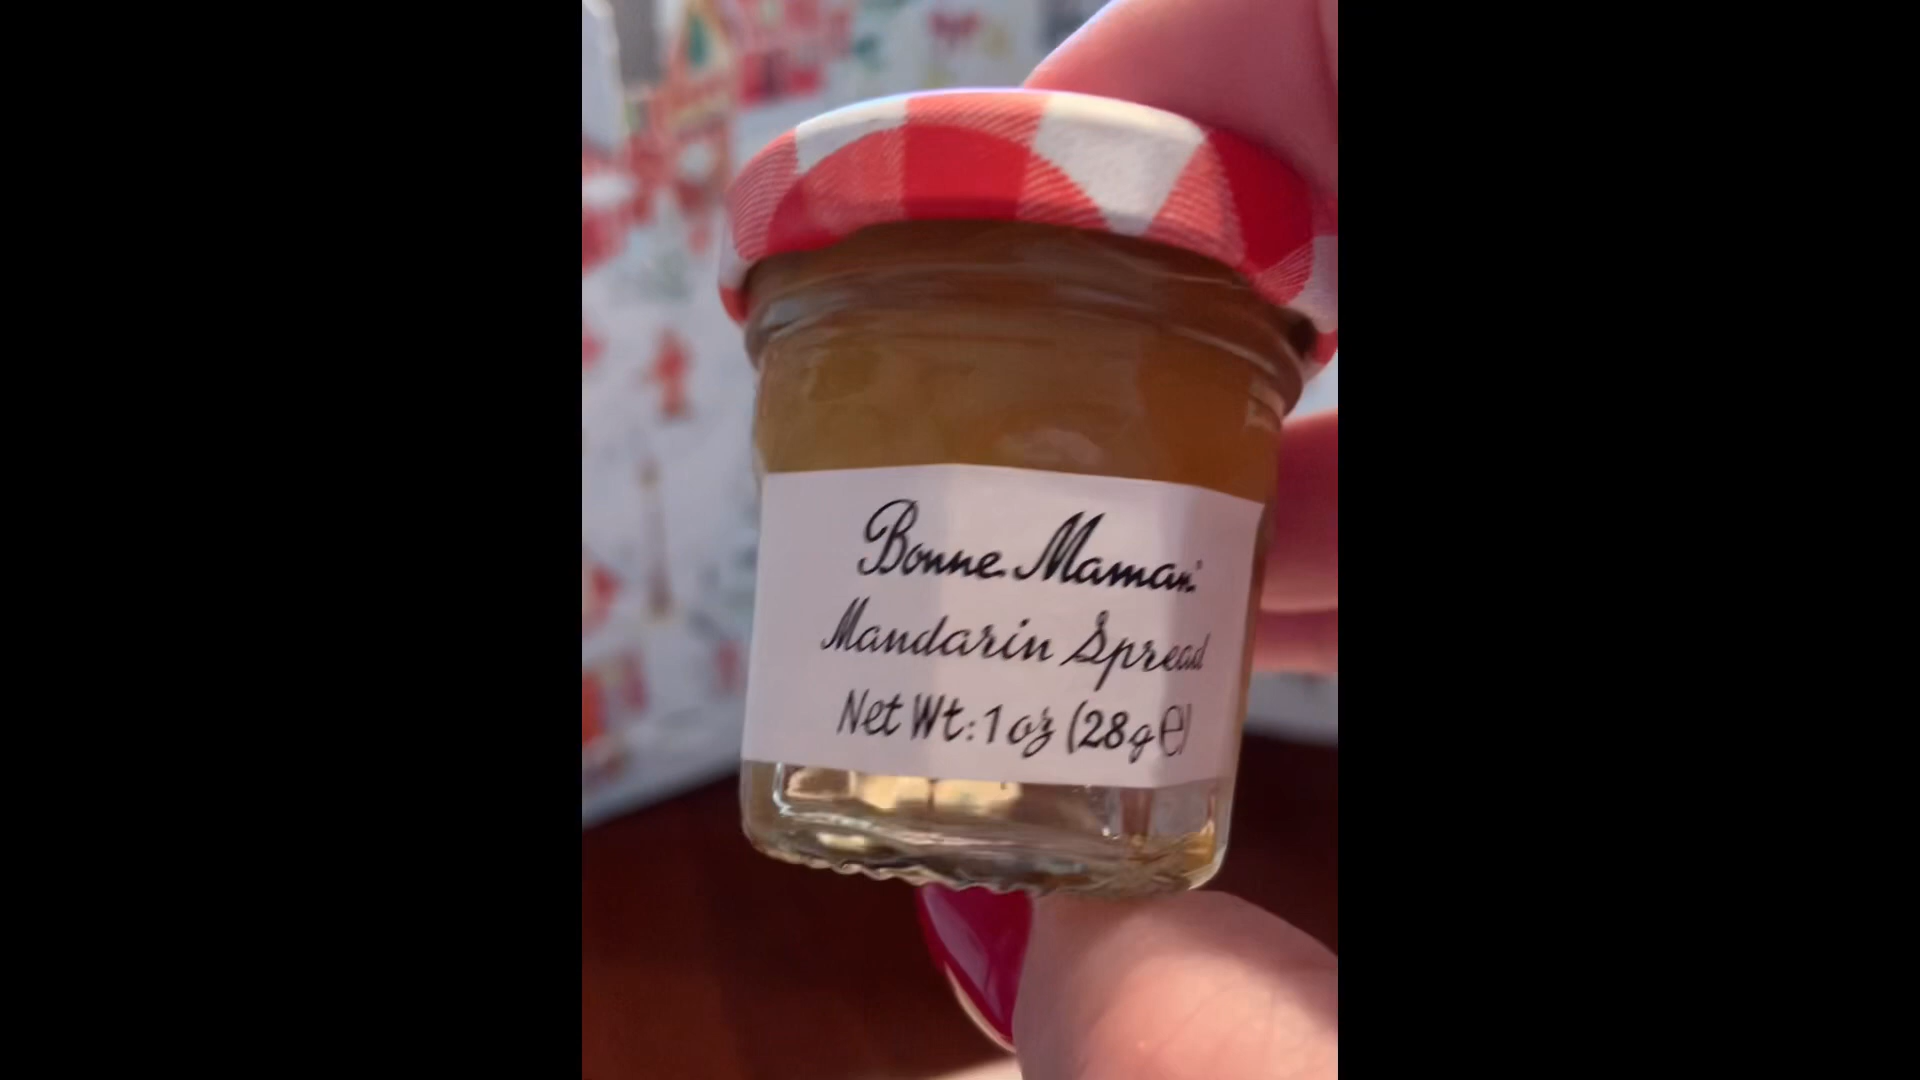 Bonne Maman
Mandarin Spread
Net Wt: 1 oz (28g ℮)